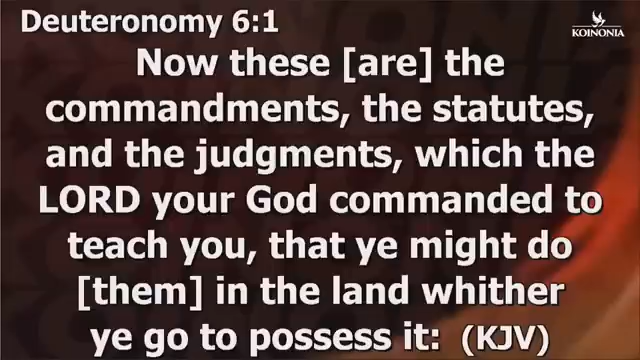 Deuteronomy 6:1
KOINONIA
Now these [are] the
commandments, the statutes,
and the judgments, which the
LORD your God commanded to
teach you, that ye might do
[them] in the land whither
ye go to possess it: (KJV)